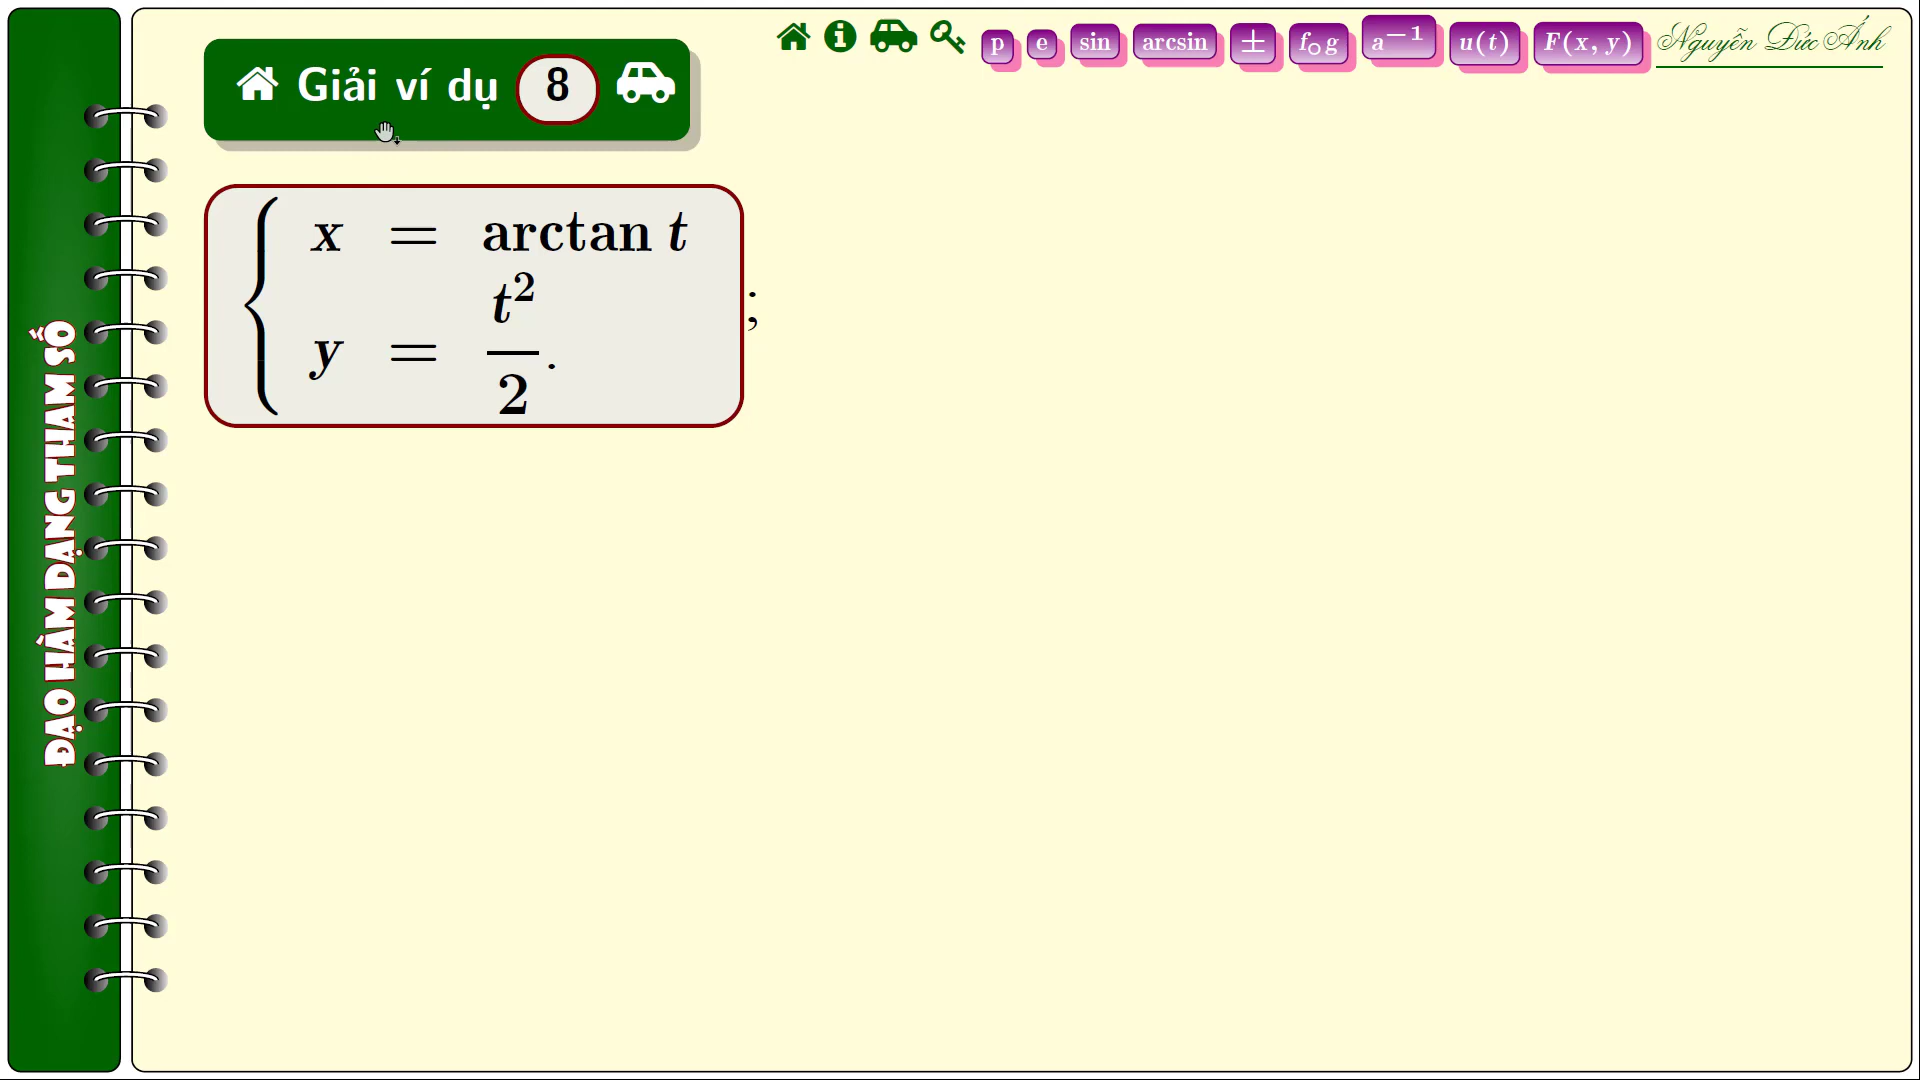 p e sin arcsin ± f∘g a⁻¹ u(t) F(x, y) Nguyễn Đức Ánh
Giải ví dụ 8
x = arctan t
y = t²/2. ;
ĐẠO HÀM DẠNG THAM SỐ